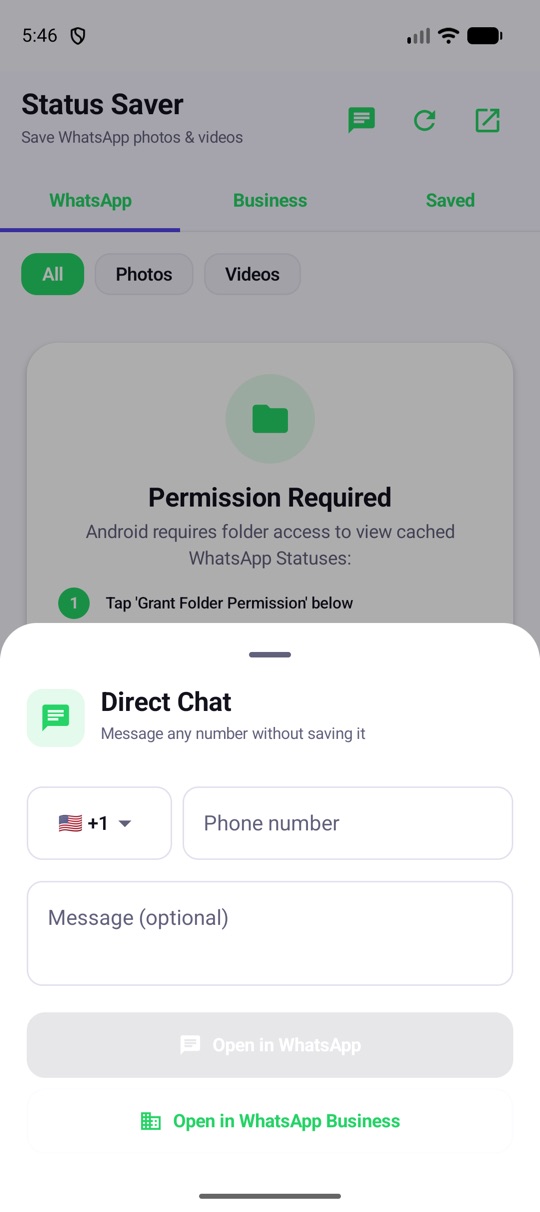 5:46
Status Saver
Save WhatsApp photos & videos
WhatsApp
Business
Saved
All
Photos
Videos
Permission Required
Android requires folder access to view cached
WhatsApp Statuses:
1 Tap 'Grant Folder Permission' below
Direct Chat
Message any number without saving it
🇺🇸 +1
Phone number
Message (optional)
Open in WhatsApp
Open in WhatsApp Business